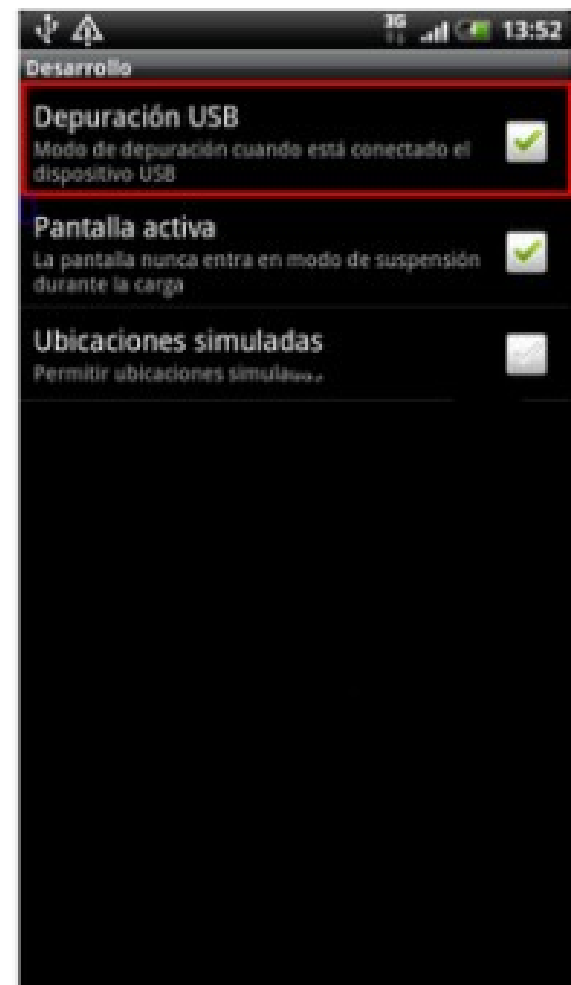 3G 13:52
Desarrollo
Depuración USB
Modo de depuración cuando está conectado el
dispositivo USB
Pantalla activa
La pantalla nunca entra en modo de suspensión
durante la carga
Ubicaciones simuladas
Permitir ubicaciones